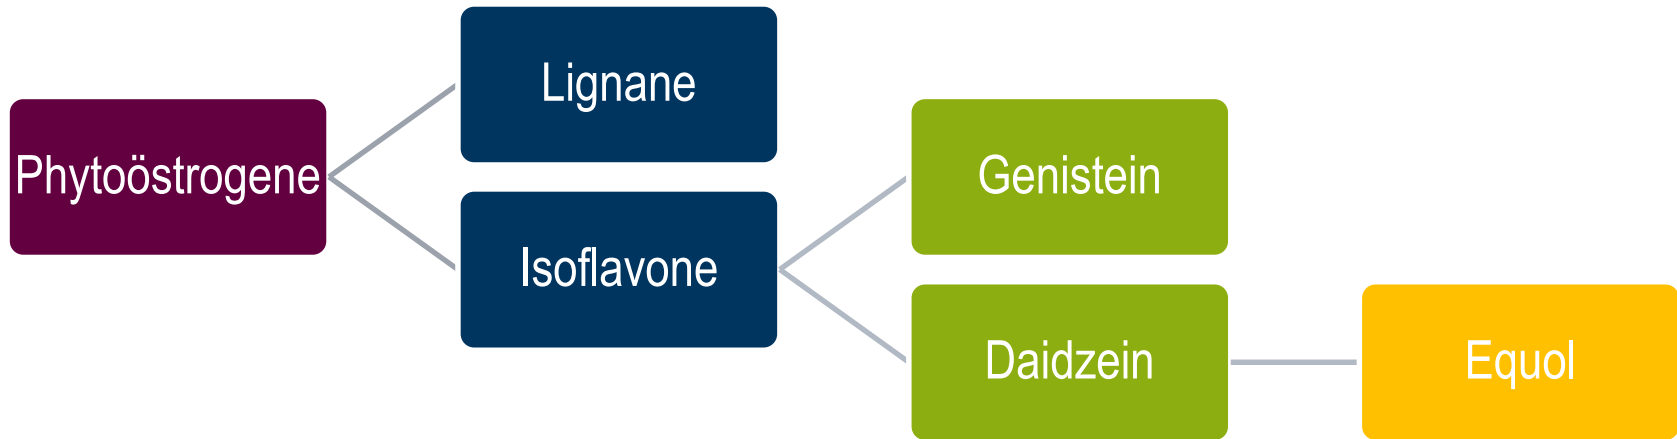 Phytoöstrogene
Lignane
Isoflavone
Genistein
Daidzein
Equol